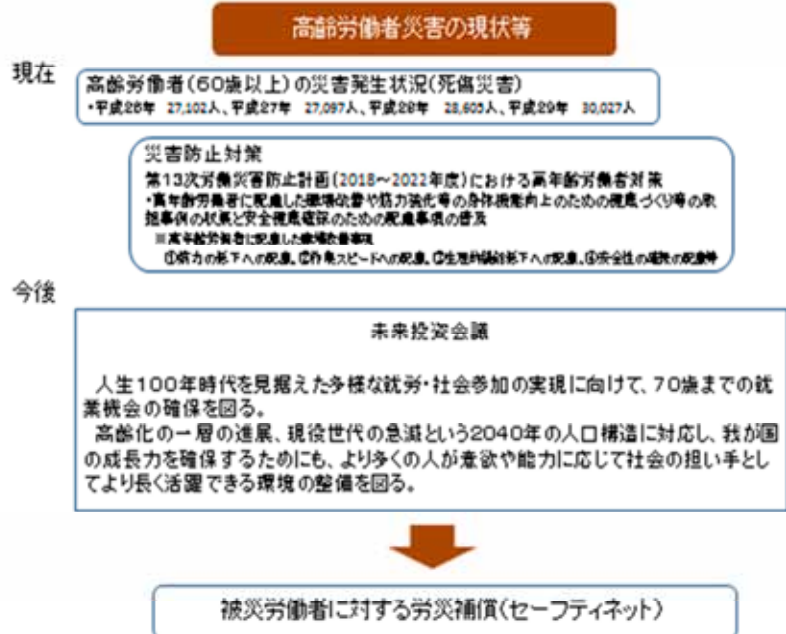 高齢労働者災害の現状等
現在
高齢労働者(60歳以上)の災害発生状況(死傷災害)
・平成26年 27,102人、平成27年 27,097人、平成28年 28,605人、平成29年 30,027人
災害防止対策
第13次労働災害防止計画(2018～2022年度)における高年齢労働者対策
・高年齢労働者に配慮した職場改善や筋力強化等の身体機能向上のための健康づくり等の取
組事例の収集と安全健康確保のための配慮事項の普及
※高年齢労働者に配慮した職場改善事項
①筋力の低下への配慮、②作業スピードへの配慮、③生理的機能低下への配慮、④安全性の確保の配慮等
今後
未来投資会議
人生100年時代を見据えた多様な就労・社会参加の実現に向けて、70歳までの就
業機会の確保を図る。
高齢化の一層の進展、現役世代の急減という2040年の人口構造に対応し、我が国
の成長力を確保するためにも、より多くの人が意欲や能力に応じて社会の担い手とし
てより長く活躍できる環境の整備を図る。
被災労働者に対する労災補償(セーフティネット)